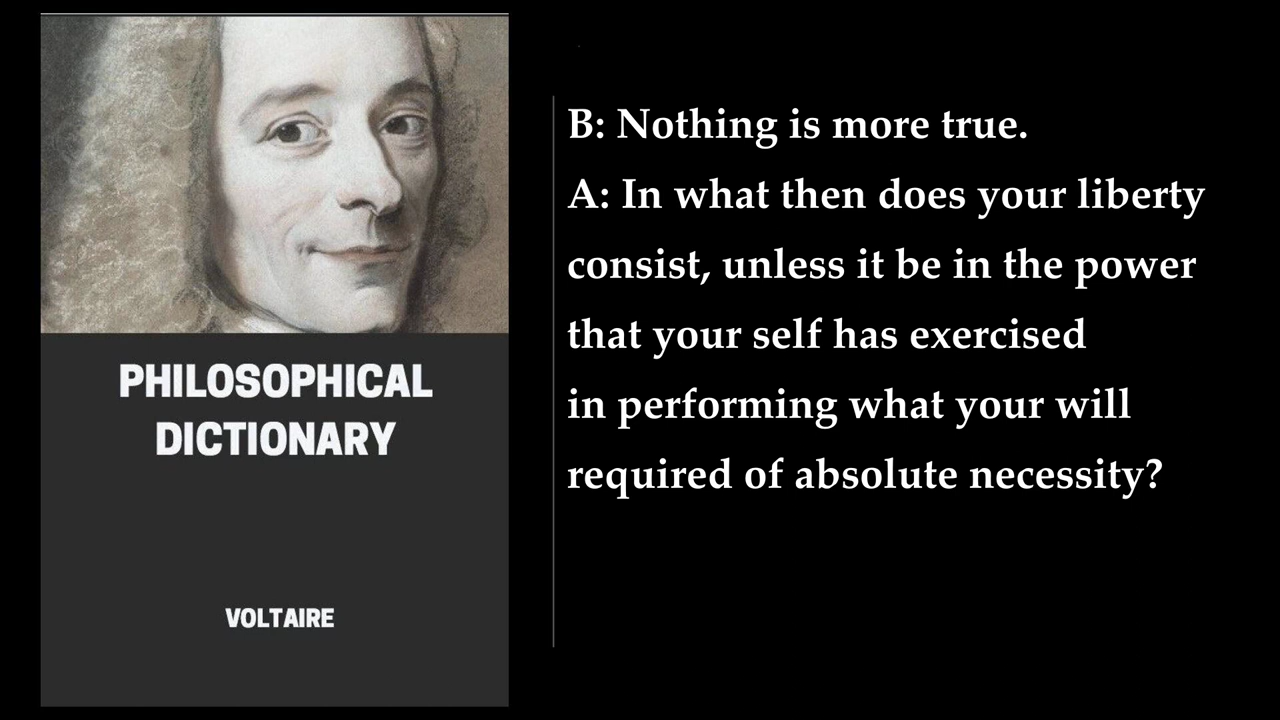 PHILOSOPHICAL
DICTIONARY
VOLTAIRE
B: Nothing is more true.
A: In what then does your liberty
consist, unless it be in the power
that your self has exercised
in performing what your will
required of absolute necessity?